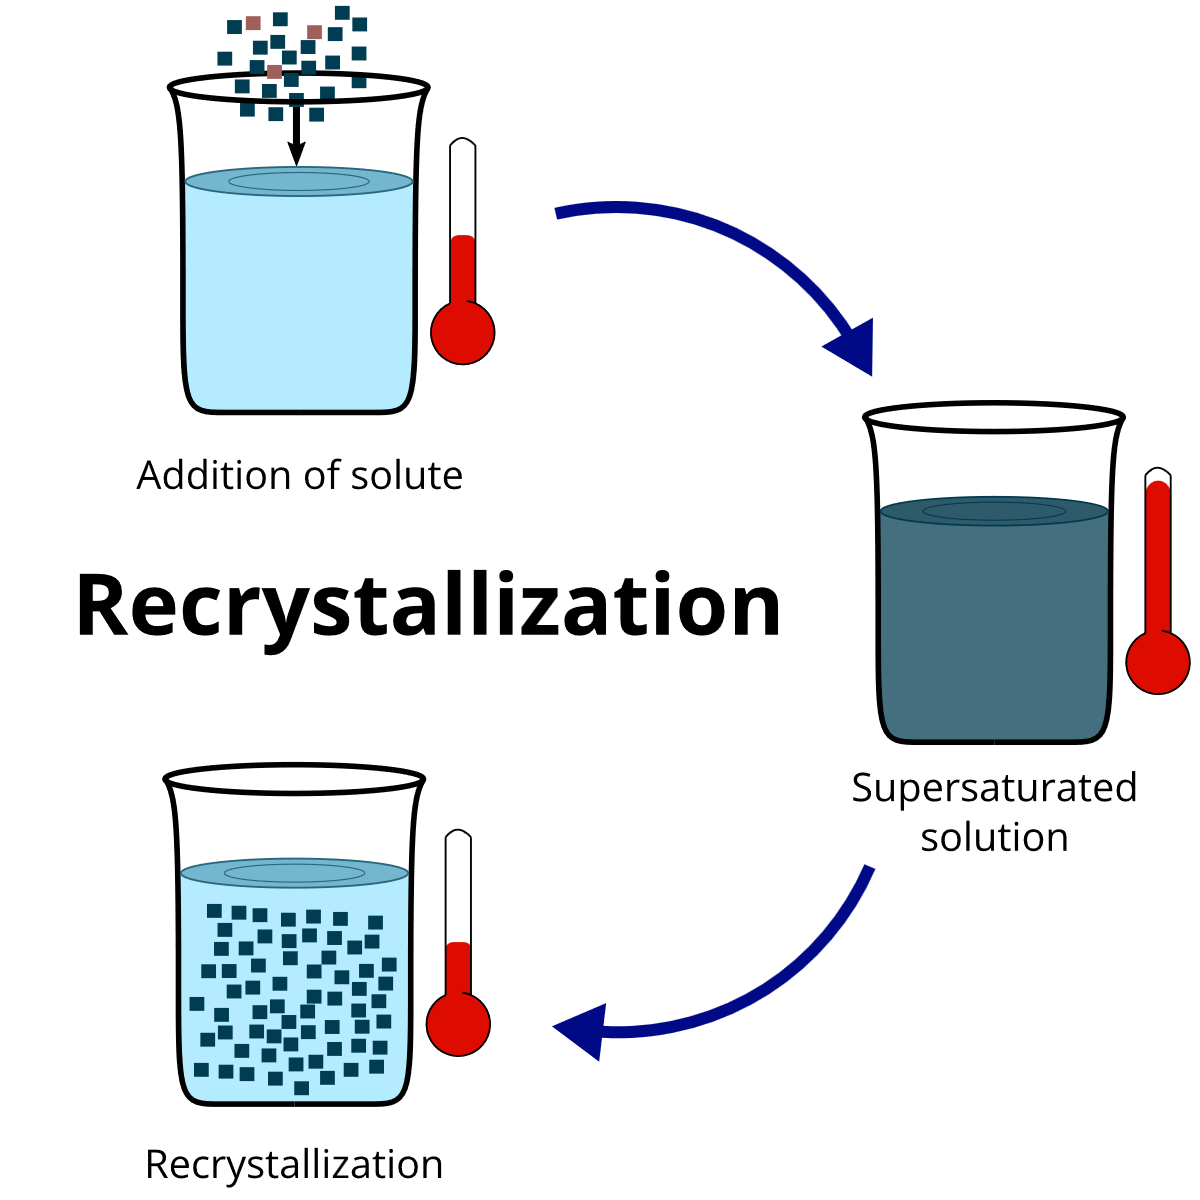 Addition of solute
Recrystallization
Supersaturated
solution
Recrystallization